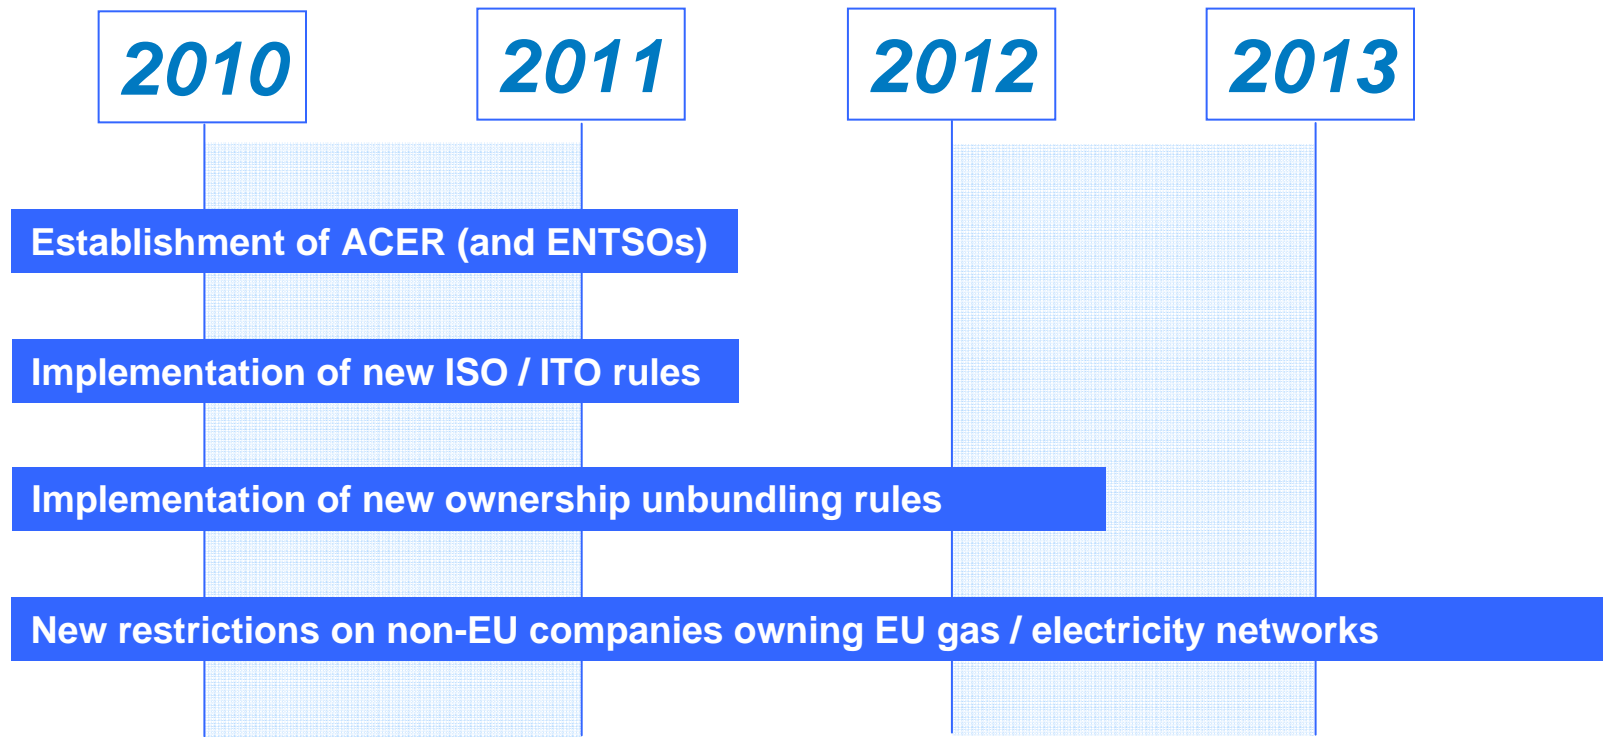 2010 2011 2012 2013
Establishment of ACER (and ENTSOs)
Implementation of new ISO / ITO rules
Implementation of new ownership unbundling rules
New restrictions on non-EU companies owning EU gas / electricity networks